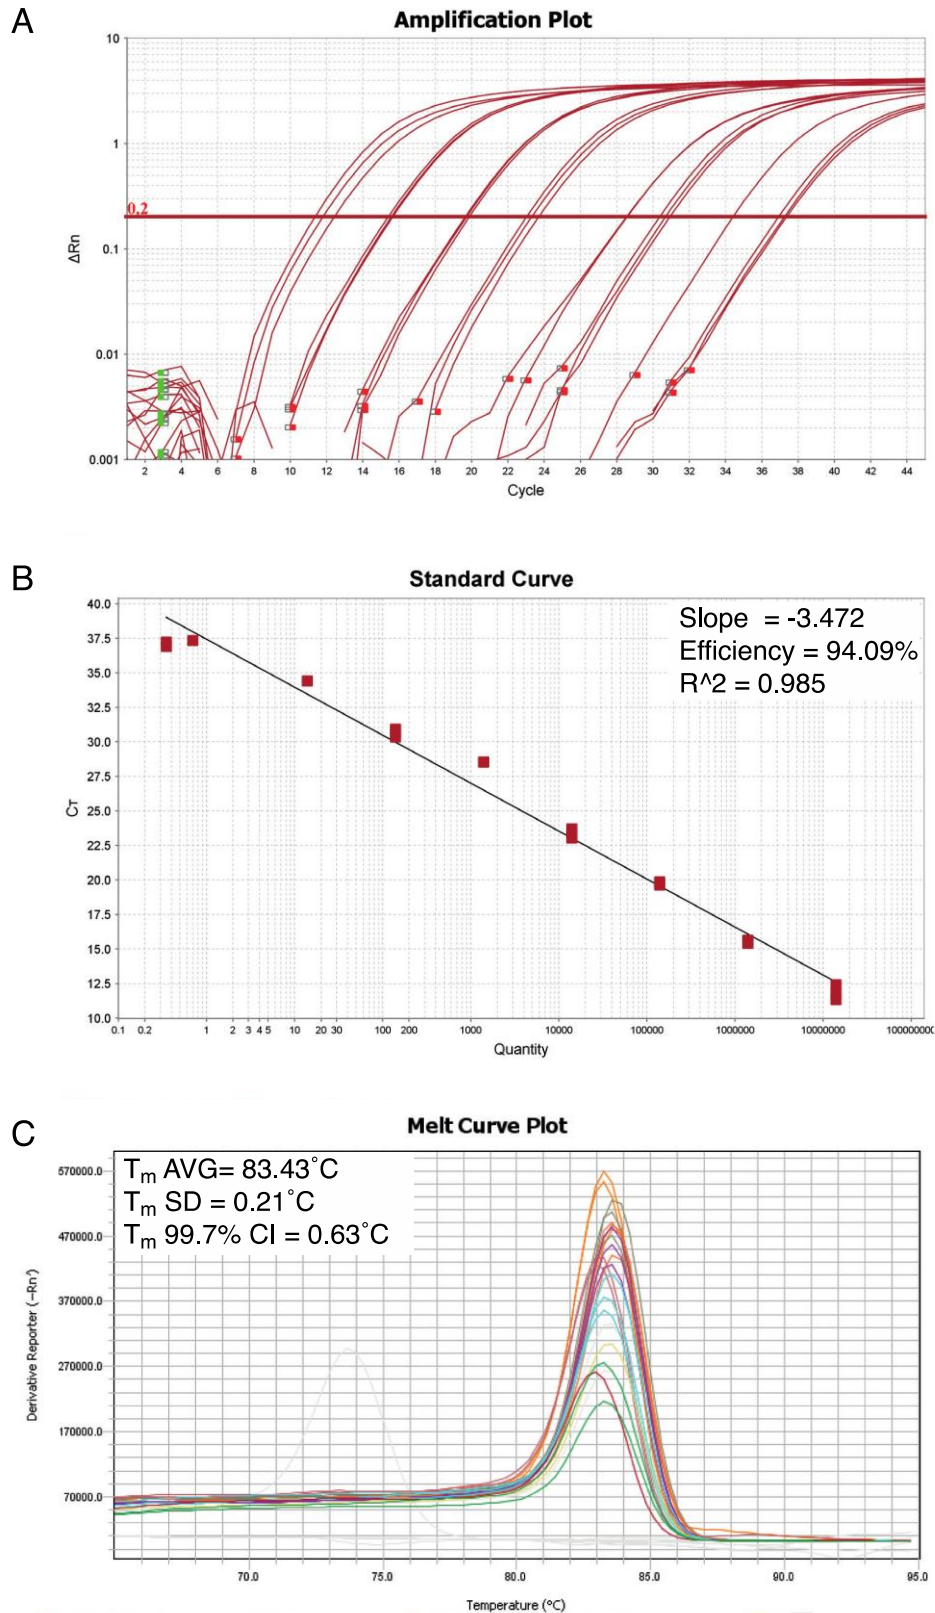 A
Amplification Plot
10
1
0.2
0.1
0.01
0.001
ΔRn
2 4 6 8 10 12 14 16 18 20 22 24 26 28 30 32 34 36 38 40 42 44
Cycle
B
Standard Curve
40.0
37.5
35.0
32.5
30.0
27.5
25.0
22.5
20.0
17.5
15.0
12.5
10.0
Cт
Slope = -3.472
Efficiency = 94.09%
R^2 = 0.985
0.1 0.2 1 2 3 4 5 10 20 30 100 200 1000 10000 100000 1000000 10000000 100000000
Quantity
C
Melt Curve Plot
Tm AVG= 83.43˚C
Tm SD = 0.21˚C
Tm 99.7% CI = 0.63˚C
570000.0
470000.0
370000.0
270000.0
170000.0
70000.0
Derivative Reporter (-Rn')
70.0 75.0 80.0 85.0 90.0 95.0
Temperature (°C)